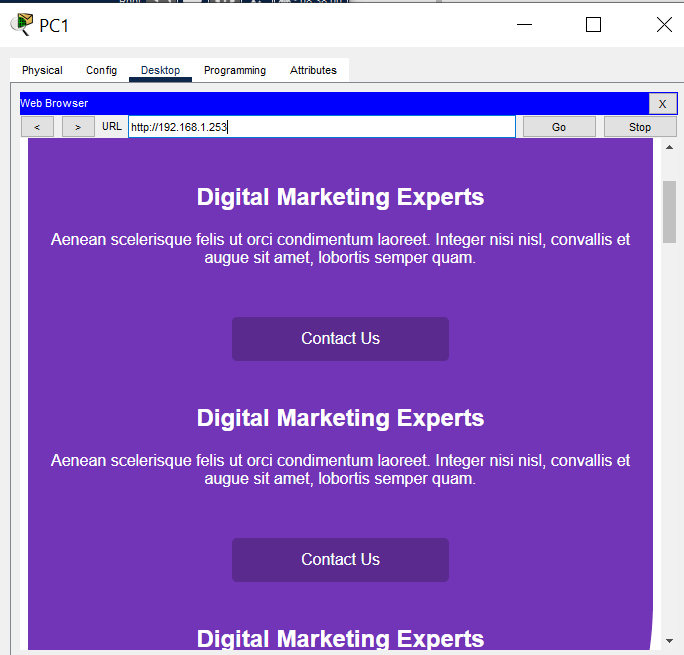 PC1
Physical Config Desktop Programming Attributes
Web Browser X
< > URL http://192.168.1.253 Go Stop
Digital Marketing Experts
Aenean scelerisque felis ut orci condimentum laoreet. Integer nisi nisl, convallis et
augue sit amet, lobortis semper quam.
Contact Us
Digital Marketing Experts
Aenean scelerisque felis ut orci condimentum laoreet. Integer nisi nisl, convallis et
augue sit amet, lobortis semper quam.
Contact Us
Digital Marketing Experts